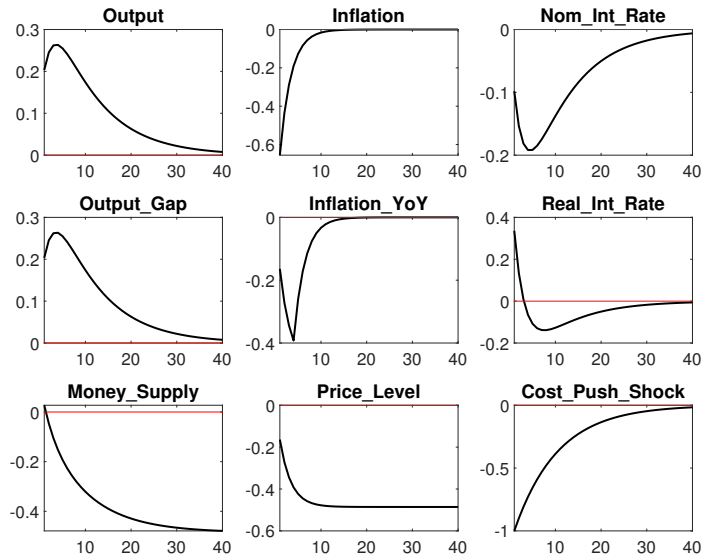 Output
0.3
0.2
0.1
0
10 20 30 40
Inflation
0
-0.2
-0.4
-0.6
10 20 30 40
Nom_Int_Rate
0
-0.1
-0.2
10 20 30 40
Output_Gap
0.3
0.2
0.1
0
10 20 30 40
Inflation_YoY
0
-0.2
-0.4
10 20 30 40
Real_Int_Rate
0.4
0.2
0
-0.2
10 20 30 40
Money_Supply
0
-0.2
-0.4
10 20 30 40
Price_Level
0
-0.2
-0.4
-0.6
10 20 30 40
Cost_Push_Shock
0
-0.5
-1
10 20 30 40